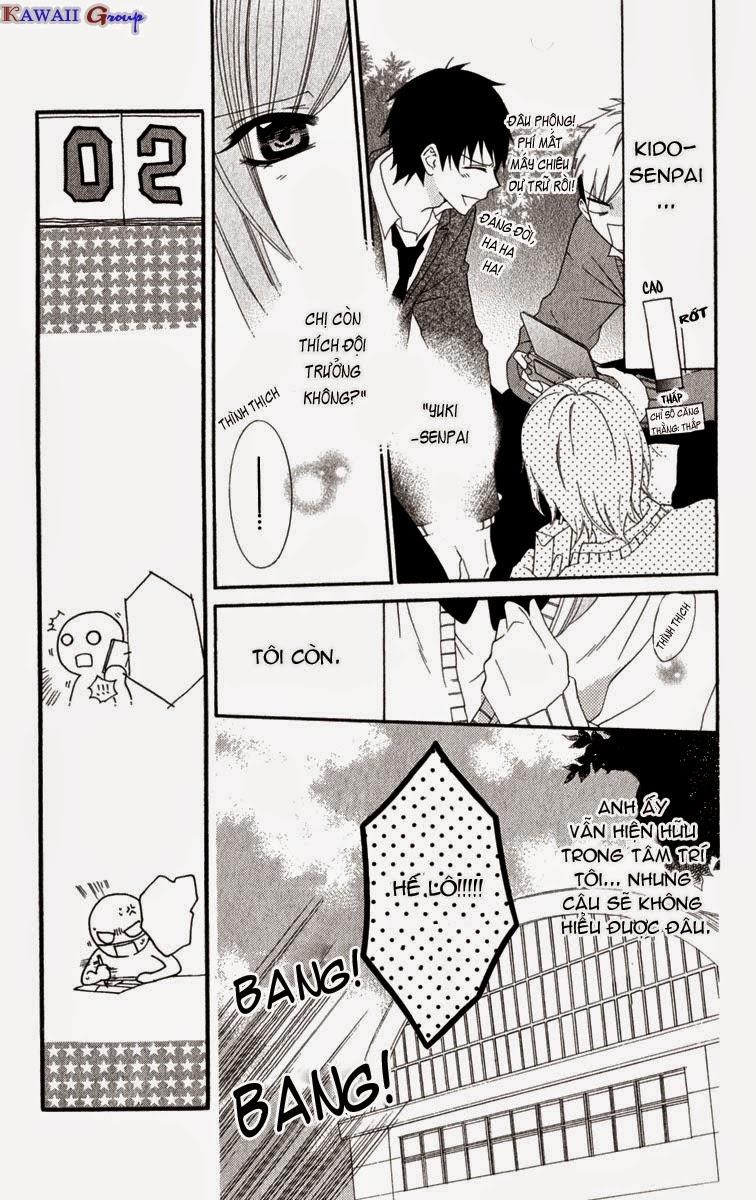 KAWAII Group
KIDO-
SENPAI
...
ĐẬU PHỘNG!
PHÍ MẤT
MẤY CHIÊU
DỰ TRỮ RỒI!
ĐÁNG ĐỜI,
HA HA
HA!
CAO
RỚT
THẤP
CHỈ SỐ CĂNG
THẲNG: THẤP
"YUKI
-SENPAI
CHỊ CÒN
THÍCH ĐỘI
TRƯỞNG
KHÔNG?"
THÌNH THỊCH
02
THÌNH THỊCH
TÔI CÒN.
ANH ẤY
VẪN HIỆN HỮU
TRONG TÂM TRÍ
TÔI... NHƯNG
CẬU SẼ KHÔNG
HIỂU ĐƯỢC ĐÂU.
HẾ LÔ!!!!!
BANG!
BANG!
!!!